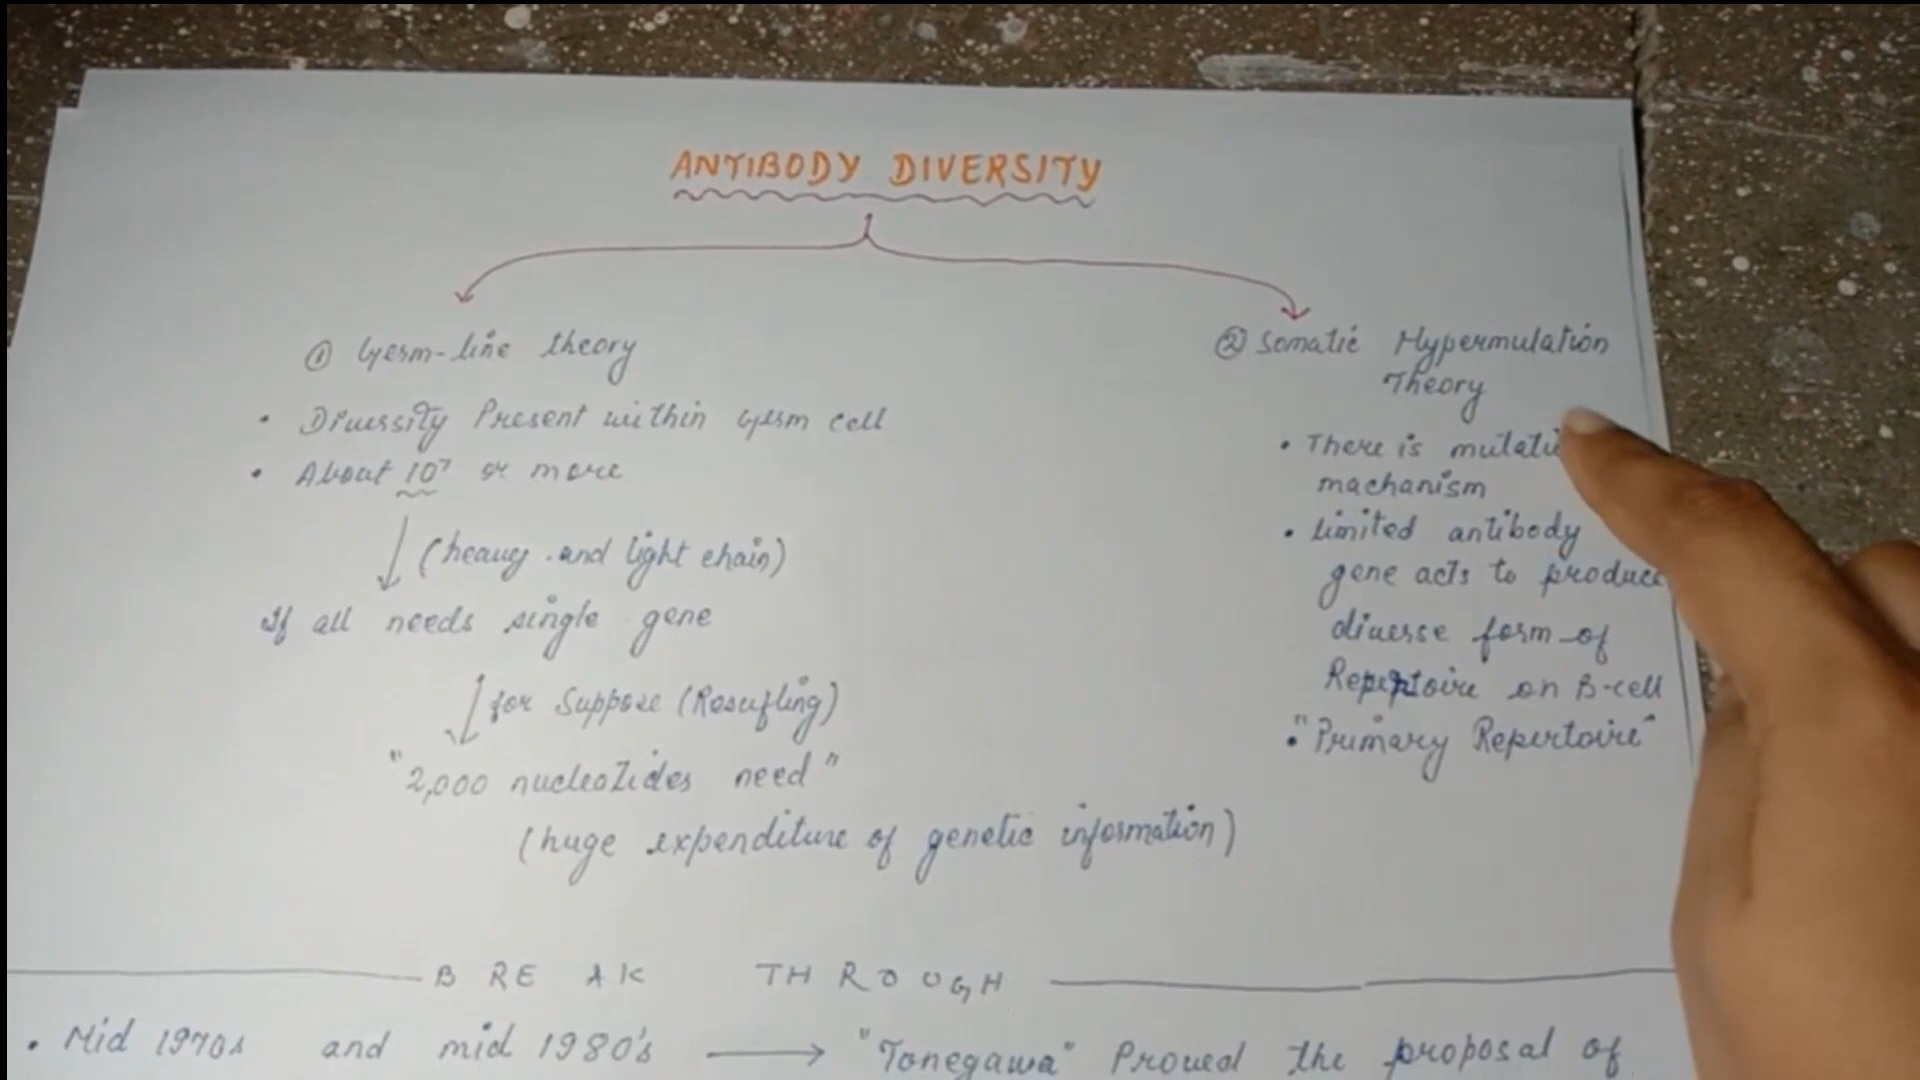 ANTIBODY DIVERSITY
① Germ-line theory
• Diversity Present within Germ cell
• About 10⁷ or more
(heavy and light chain)
If all needs single gene
for Suppose (Resufling)
"2,000 nucleotides need"
(huge expenditure of genetic information)
② Somatic Hypermutation
Theory
• There is
machanism
• Limited antibody
gene acts to produce
diverse form of
Repertoire on B-cell
• "Primary Repertoire"
BREAK THROUGH
• Mid 1970s and mid 1980's → "Tonegawa" Proved the proposal of